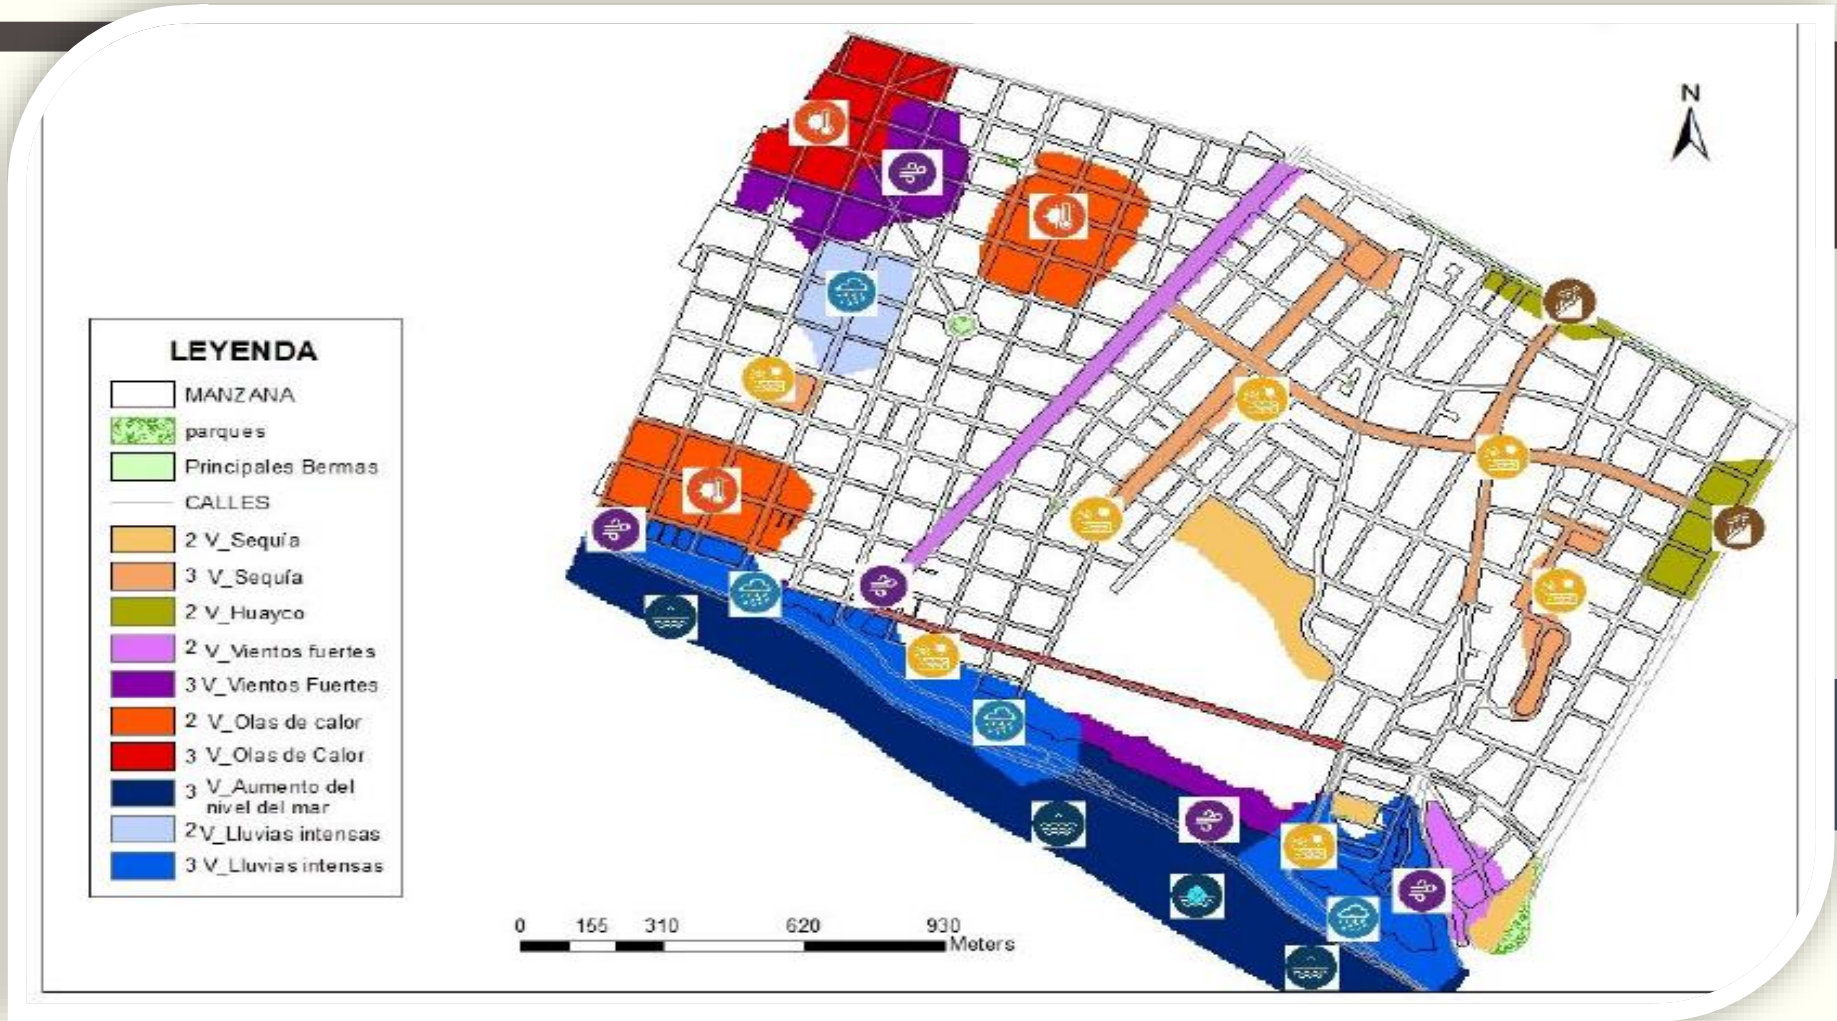 N
LEYENDA
MANZANA
parques
Principales Bermas
CALLES
2 V_Sequía
3 V_Sequía
2 V_Huayco
2 V_Vientos fuertes
3 V_Vientos Fuertes
2 V_Olas de calor
3 V_Olas de Calor
3 V_Aumento del
nivel del mar
2 V_Lluvias intensas
3 V_Lluvias intensas
0 155 310 620 930
Meters